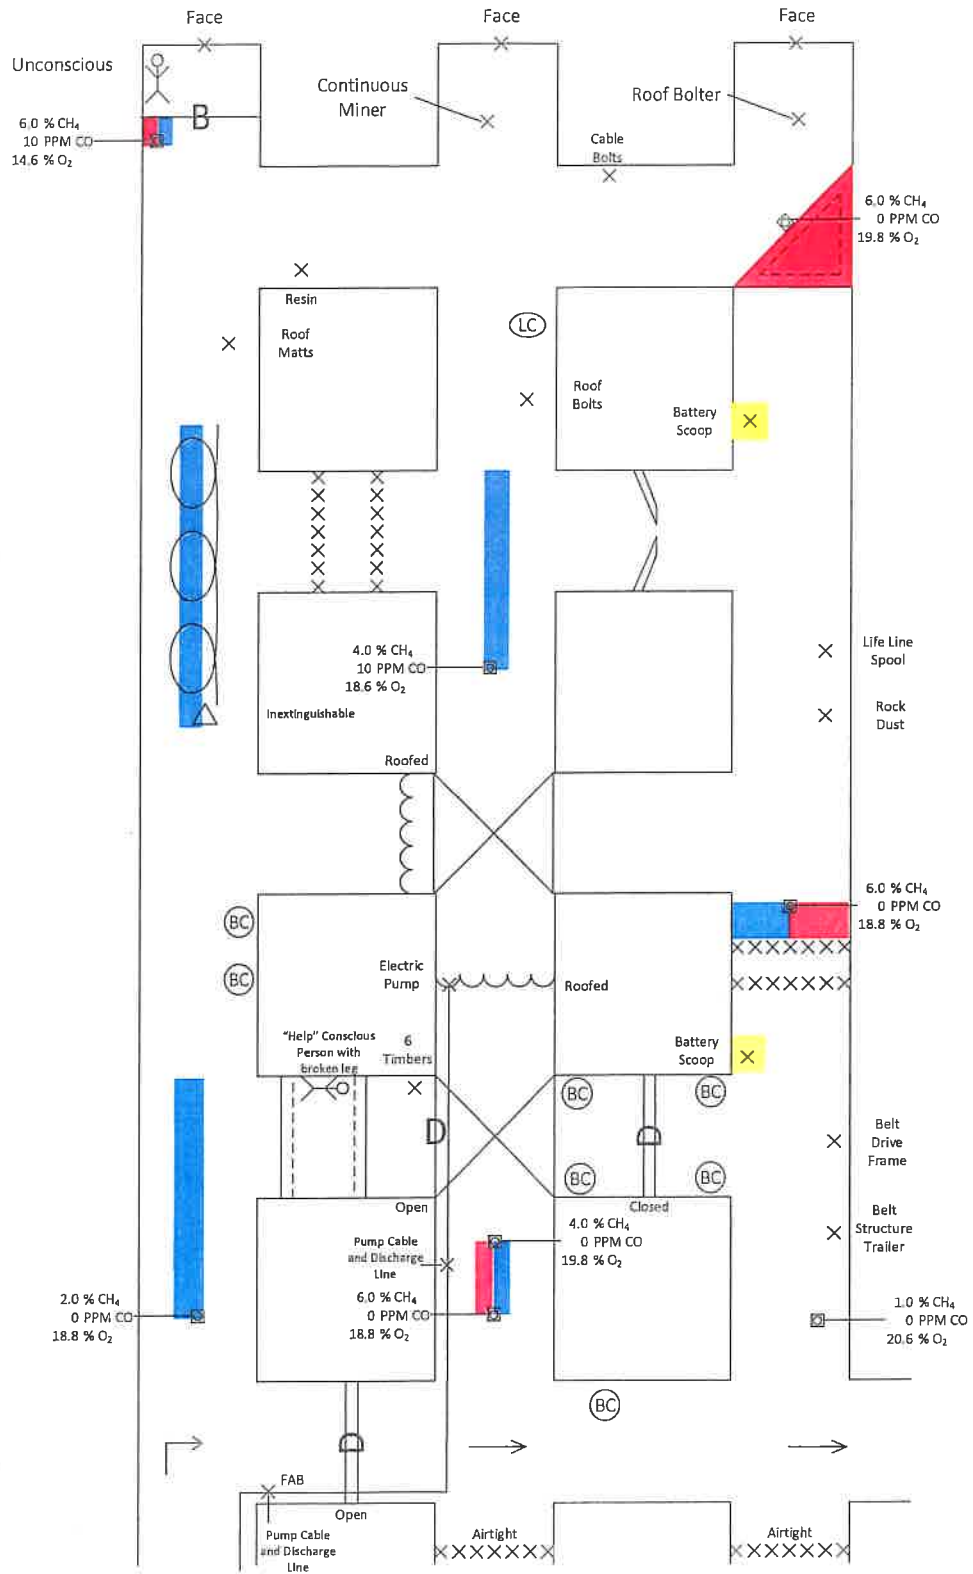 Face
Face
Face
Unconscious
Continuous
Miner
Roof Bolter
B
6.0 % CH₄
10 PPM CO
14.6 % O₂
Cable
Bolts
6.0 % CH₄
0 PPM CO
19.8 % O₂
Resin
Roof
Matts
LC
Roof
Bolts
Battery
Scoop
4.0 % CH₄
10 PPM CO
18.6 % O₂
Life Line
Spool
Rock
Dust
Inextinguishable
Roofed
6.0 % CH₄
0 PPM CO
18.8 % O₂
BC
BC
Electric
Pump
Roofed
"Help" Conscious
Person with
broken leg
6
Timbers
Battery
Scoop
BC
BC
D
D
Belt
Drive
Frame
BC
BC
Open
Closed
Pump Cable
and Discharge
Line
4.0 % CH₄
0 PPM CO
19.8 % O₂
Belt
Structure
Trailer
2.0 % CH₄
0 PPM CO
18.8 % O₂
6.0 % CH₄
0 PPM CO
18.8 % O₂
1.0 % CH₄
0 PPM CO
20.6 % O₂
BC
D
FAB
Open
Pump Cable
and Discharge
Line
Airtight
Airtight